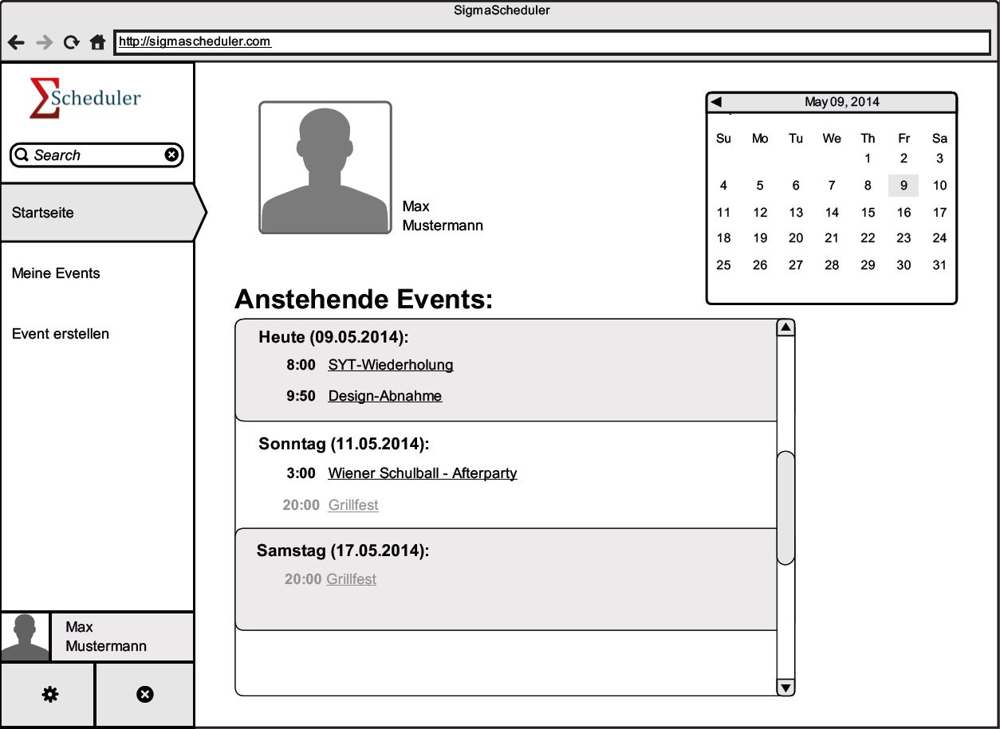 SigmaScheduler
http://sigmascheduler.com
Σ Scheduler
Search
Startseite
Meine Events
Event erstellen
Max
Mustermann
May 09, 2014
Su Mo Tu We Th Fr Sa
1 2 3
4 5 6 7 8 9 10
11 12 13 14 15 16 17
18 19 20 21 22 23 24
25 26 27 28 29 30 31
Anstehende Events:
Heute (09.05.2014):
8:00 SYT-Wiederholung
9:50 Design-Abnahme
Sonntag (11.05.2014):
3:00 Wiener Schulball - Afterparty
20:00 Grillfest
Samstag (17.05.2014):
20:00 Grillfest
Max
Mustermann